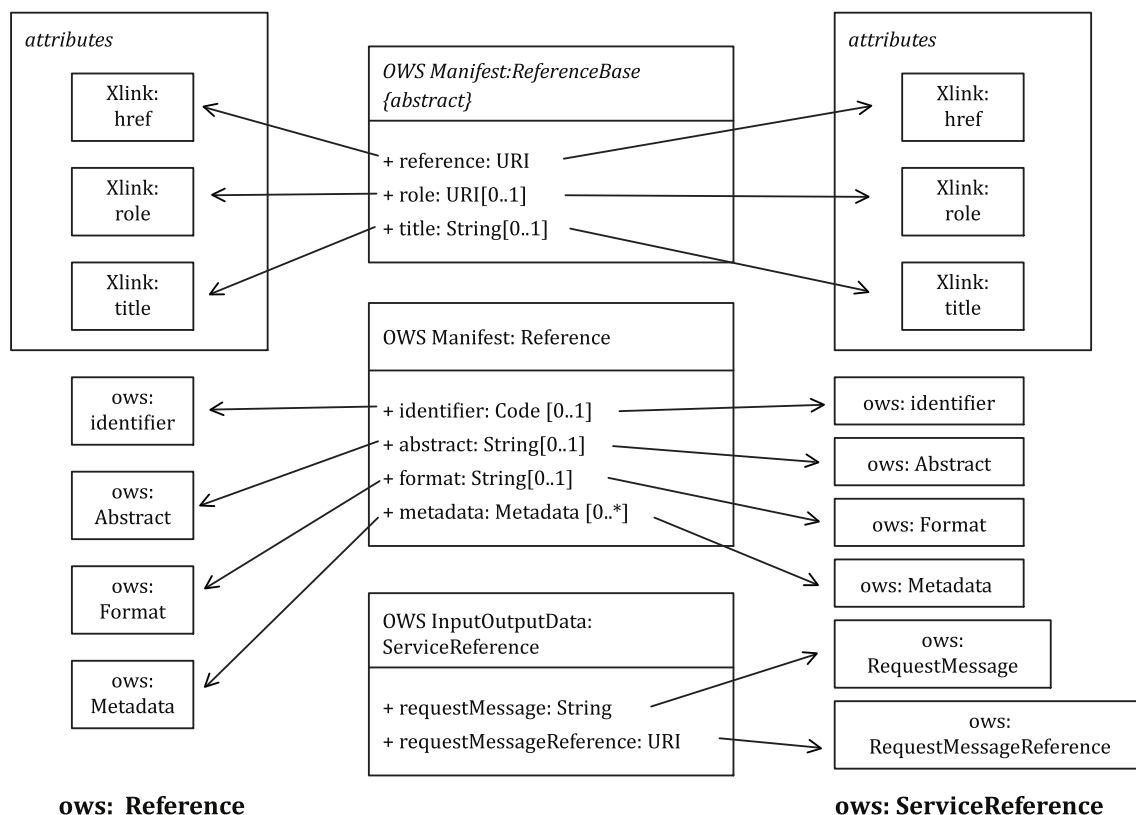 attributes
Xlink:
href
Xlink:
role
Xlink:
title
ows:
identifier
ows:
Abstract
ows:
Format
ows:
Metadata
ows:  Reference
OWS Manifest:ReferenceBase
{abstract}
+ reference: URI
+ role: URI[0..1]
+ title: String[0..1]
OWS Manifest: Reference
+ identifier: Code [0..1]
+ abstract: String[0..1]
+ format: String[0..1]
+ metadata: Metadata [0..*]
OWS InputOutputData:
ServiceReference
+ requestMessage: String
+ requestMessageReference: URI
attributes
Xlink:
href
Xlink:
role
Xlink:
title
ows: identifier
ows: Abstract
ows: Format
ows: Metadata
ows:
RequestMessage
ows:
RequestMessageReference
ows: ServiceReference